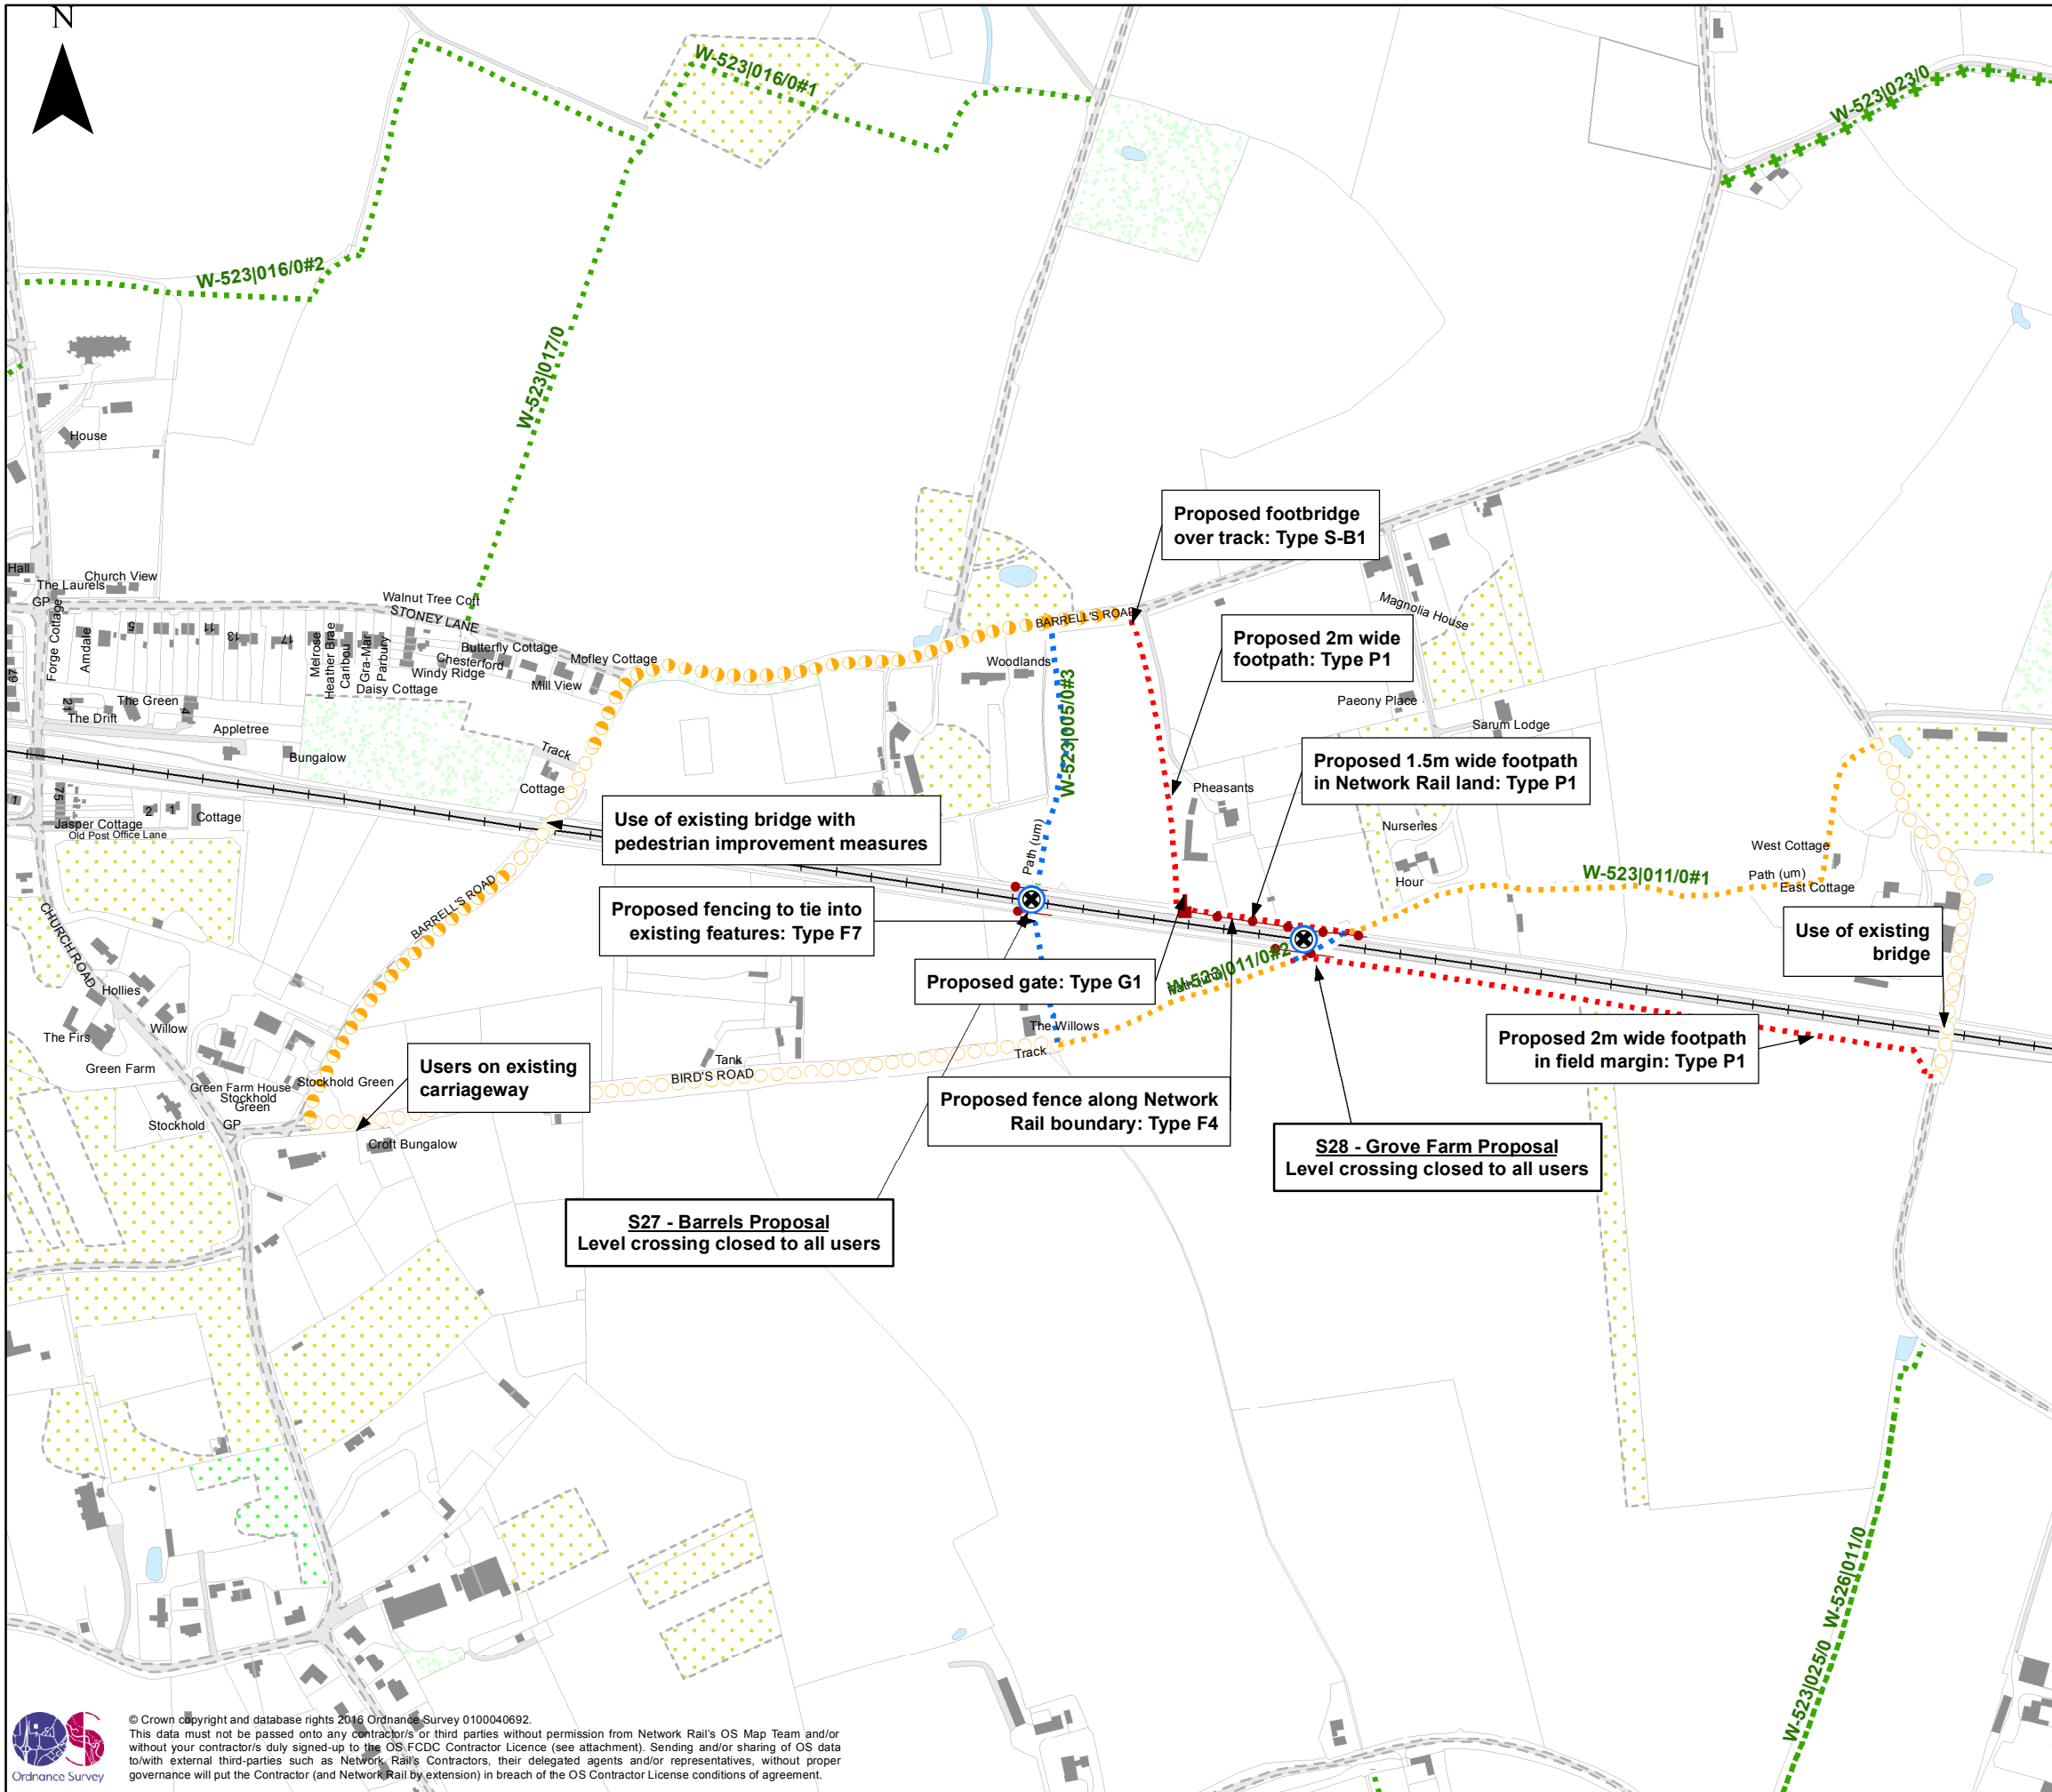 N
W-523|016/0#1
W-523|023/0
W-523|016/0#2
W-523|017/0
House
Proposed footbridge
over track: Type S-B1
Hall
The Laurels
Church View
GP
Forge Cottage
Amdale
5
11
13
17
Melrose
Heather Brae
Caribou
Gra-Mar
Parbury
Walnut Tree Cott
STONEY LANE
Butterfly Cottage
Chesterford
Windy Ridge
Daisy Cottage
Mofley Cottage
Mill View
BARRELL'S ROAD
Magnolia House
Proposed 2m wide
footpath: Type P1
Woodlands
W-523|005/0#3
Paeony Place
Sarum Lodge
79
21
The Green
4
The Drift
Appletree
Bungalow
Track
Cottage
Proposed 1.5m wide footpath
in Network Rail land: Type P1
Pheasants
1
75
2
1
Cottage
Jasper Cottage
Old Post Office Lane
Use of existing bridge with
pedestrian improvement measures
Nurseries
Path (um)
Hour
West Cottage
W-523|011/0#1
Path (um)
East Cottage
BARRELL'S ROAD
CHURCH ROAD
Proposed fencing to tie into
existing features: Type F7
Use of existing
bridge
Proposed gate: Type G1
W-523|011/0#2
Path (um)
Hollies
Willow
The Firs
Green Farm
The Willows
Track
Proposed 2m wide footpath
in field margin: Type P1
Users on existing
carriageway
Tank
BIRD'S ROAD
Stockhold Green
Green Farm House
Stockhold
Green
Stockhold
GP
Croft Bungalow
Proposed fence along Network
Rail boundary: Type F4
S28 - Grove Farm Proposal
Level crossing closed to all users
S27 - Barrels Proposal
Level crossing closed to all users
W-523|025/0 W-526|011/0
Ordnance Survey
© Crown copyright and database rights 2016 Ordnance Survey 0100040692.
This data must not be passed onto any contractor/s or third parties without permission from Network Rail's OS Map Team and/or
without your contractor/s duly signed-up to the OS FCDC Contractor Licence (see attachment). Sending and/or sharing of OS data
to/with external third-parties such as Network Rail's Contractors, their delegated agents and/or representatives, without proper
governance will put the Contractor (and Network Rail by extension) in breach of the OS Contractor License conditions of agreement.